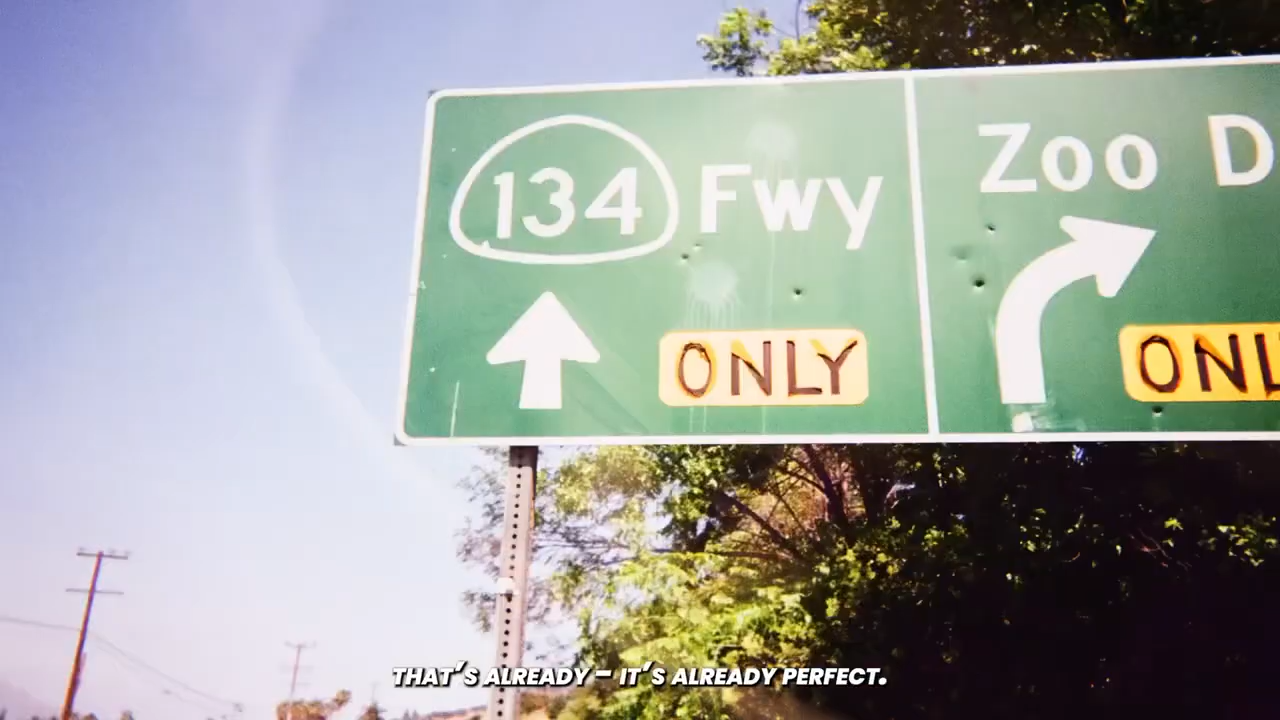 134 Fwy
Zoo D
ONLY
ONL
THAT'S ALREADY – IT'S ALREADY PERFECT.